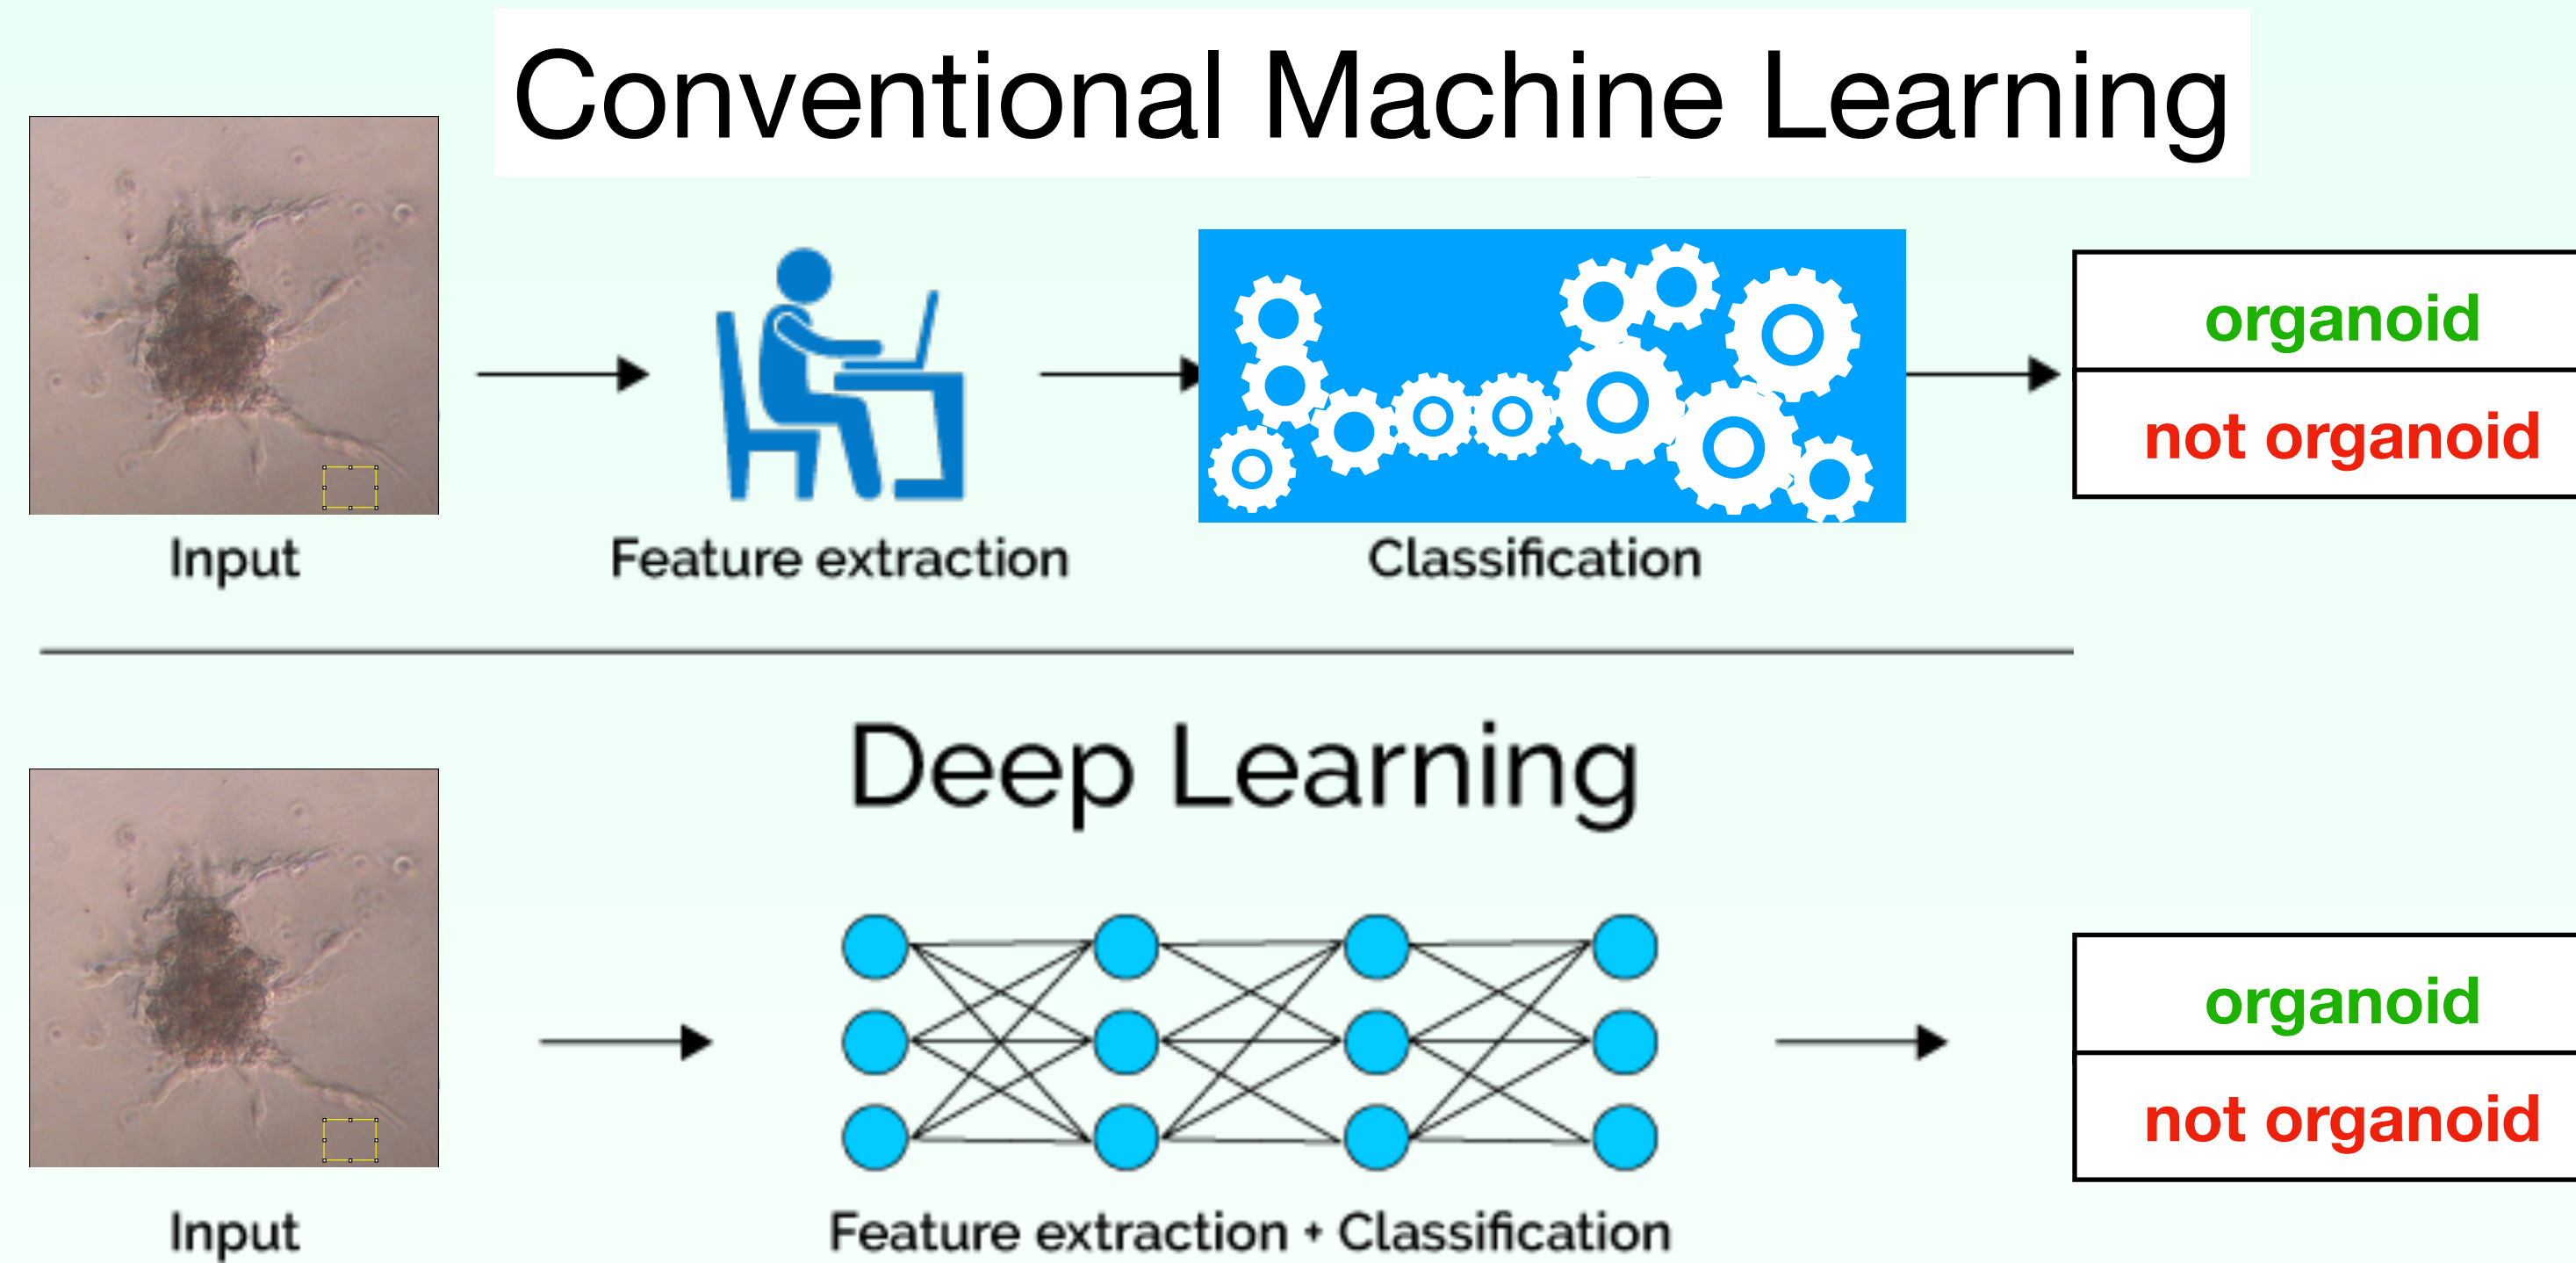 Conventional Machine Learning
organoid
not organoid
Input
Feature extraction
Classification
Deep Learning
organoid
not organoid
Input
Feature extraction + Classification